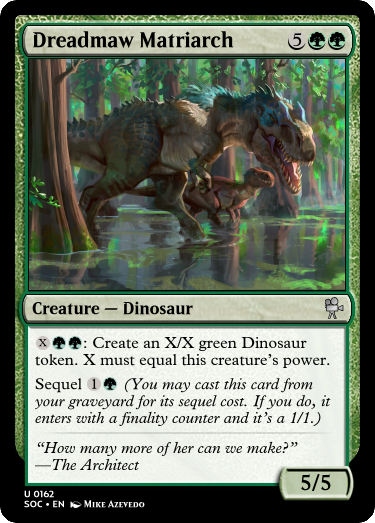 Dreadmaw Matriarch 5
Creature — Dinosaur
X: Create an X/X green Dinosaur
token. X must equal this creature's power.
Sequel 1 (You may cast this card from
your graveyard for its sequel cost. If you do, it
enters with a finality counter and it's a 1/1.)
"How many more of her can we make?"
—The Architect
5/5
U 0162
SOC • EN Mike Azevedo